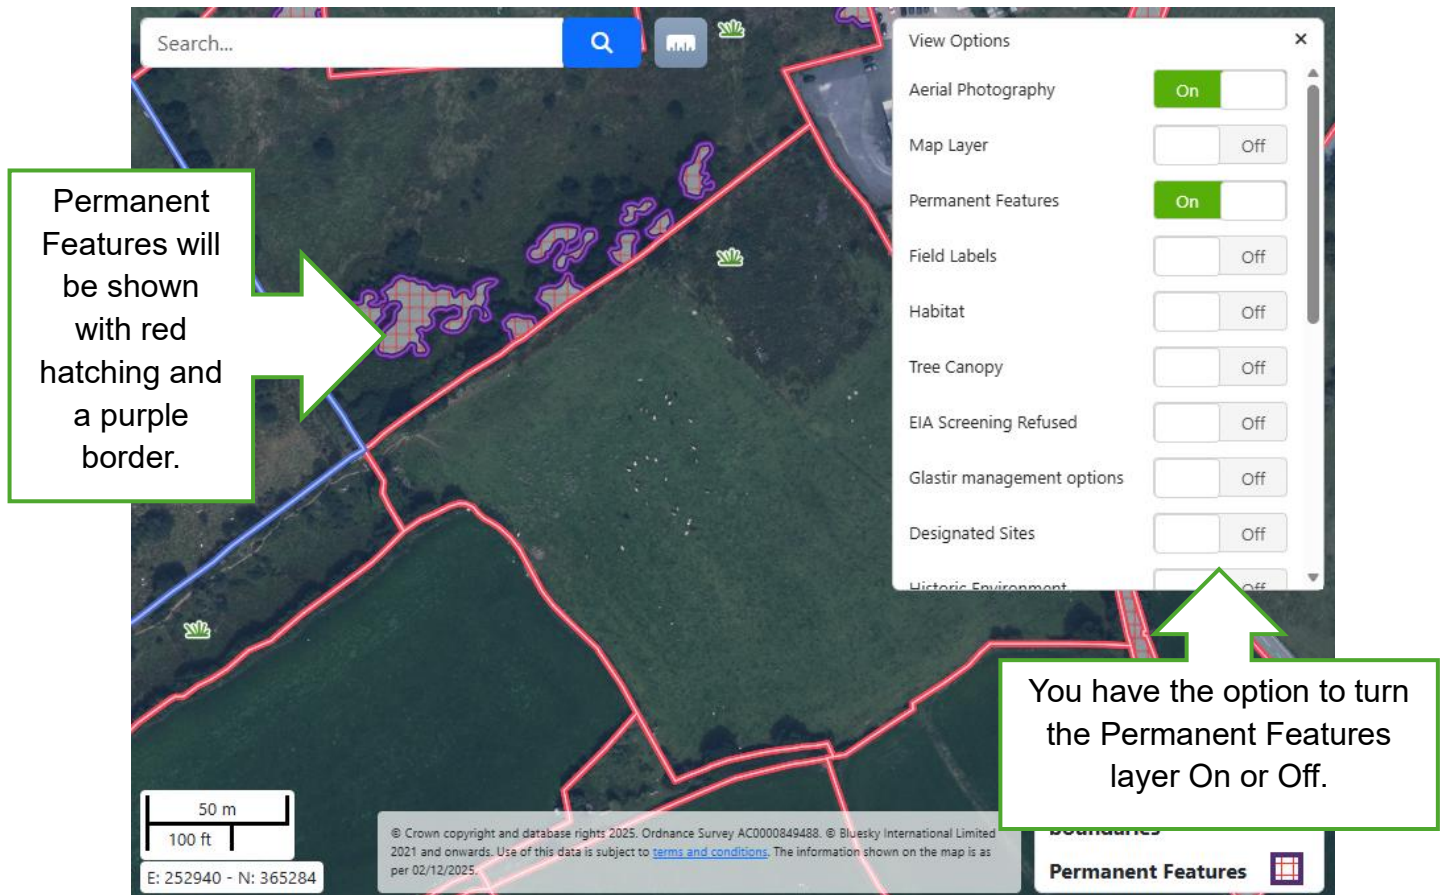 Search...
View Options
×
Aerial Photography On
Map Layer Off
Permanent Features On
Field Labels Off
Habitat Off
Tree Canopy Off
EIA Screening Refused Off
Glastir management options Off
Designated Sites Off
Historic Environment Off
Permanent
Features will
be shown
with red
hatching and
a purple
border.
You have the option to turn
the Permanent Features
layer On or Off.
50 m
100 ft
E: 252940 - N: 365284
© Crown copyright and database rights 2025. Ordnance Survey AC0000849488. © Bluesky International Limited
2021 and onwards. Use of this data is subject to terms and conditions. The information shown on the map is as
per 02/12/2025.
boundaries
Permanent Features